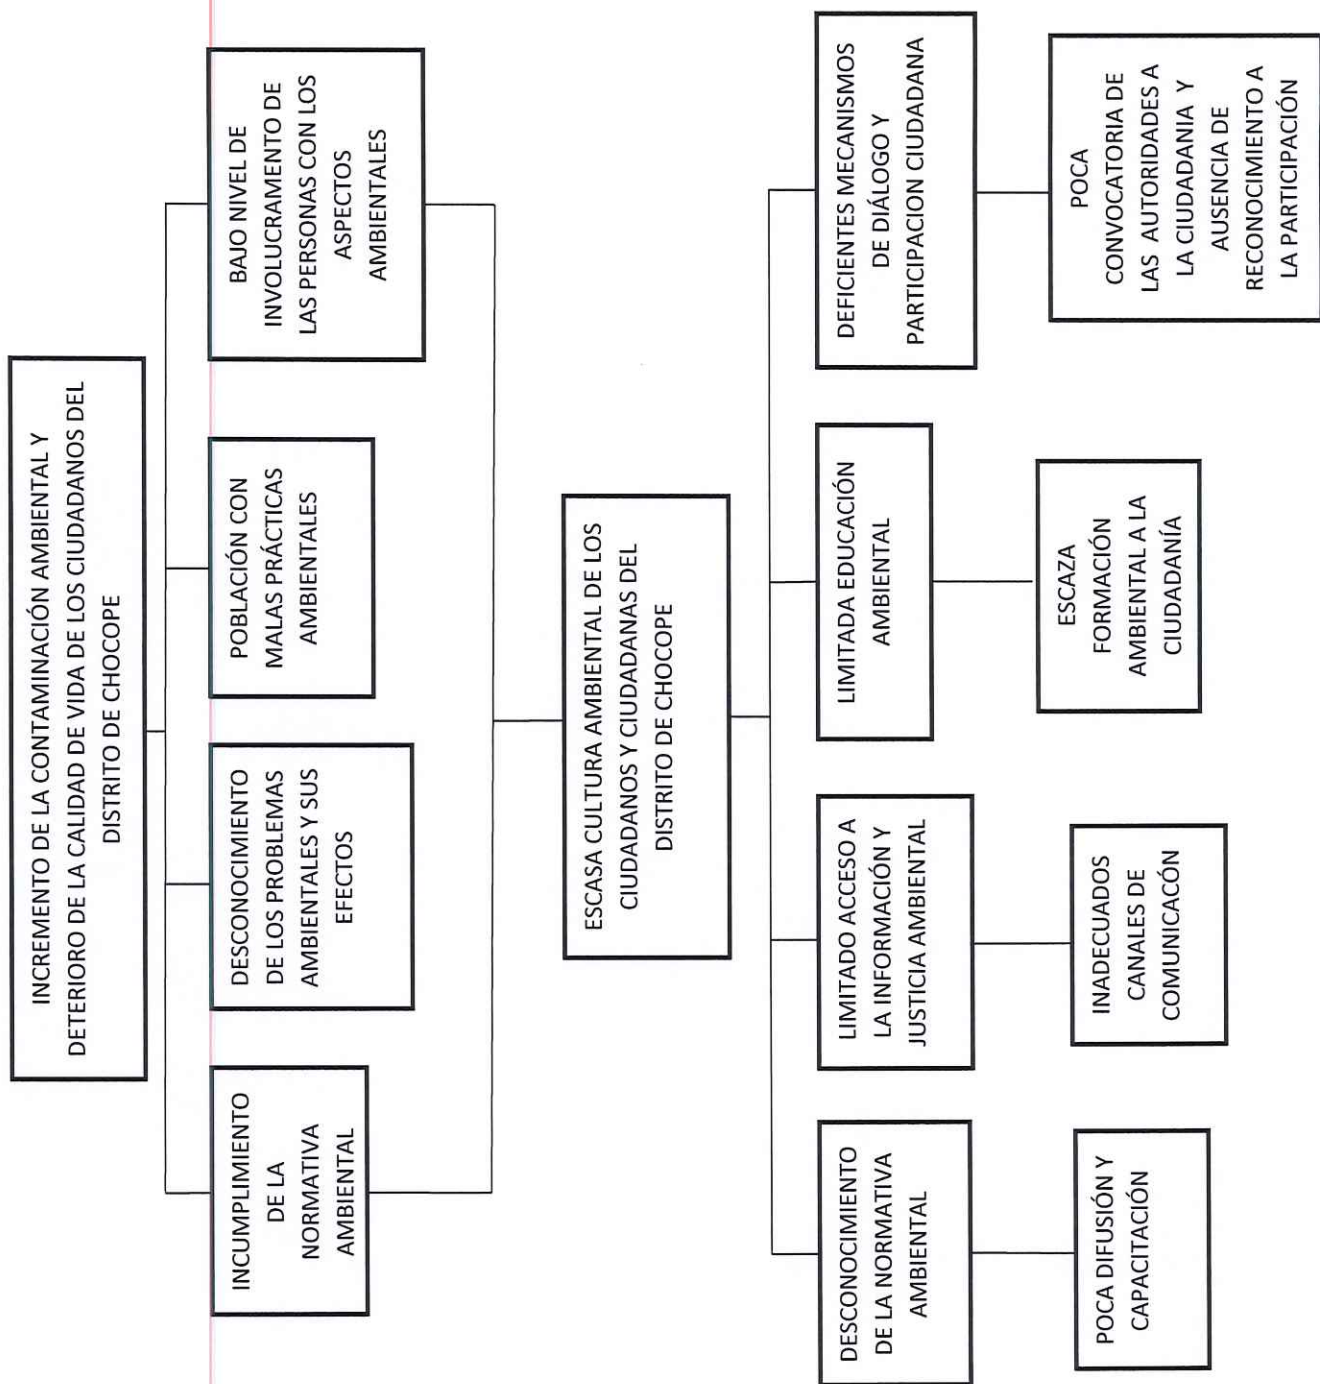 INCREMENTO DE LA CONTAMINACIÓN AMBIENTAL Y
DETERIORO DE LA CALIDAD DE VIDA DE LOS CIUDADANOS DEL
DISTRITO DE CHOCOPE
INCUMPLIMIENTO
DE LA
NORMATIVA
AMBIENTAL
DESCONOCIMIENTO
DE LOS PROBLEMAS
AMBIENTALES Y SUS
EFECTOS
POBLACIÓN CON
MALAS PRÁCTICAS
AMBIENTALES
BAJO NIVEL DE
INVOLUCRAMENTO DE
LAS PERSONAS CON LOS
ASPECTOS
AMBIENTALES
ESCASA CULTURA AMBIENTAL DE LOS
CIUDADANOS Y CIUDADANAS DEL
DISTRITO DE CHOCOPE
DESCONOCIMIENTO
DE LA NORMATIVA
AMBIENTAL
LIMITADO ACCESO A
LA INFORMACIÓN Y
JUSTICIA AMBIENTAL
LIMITADA EDUCACIÓN
AMBIENTAL
DEFICIENTES MECANISMOS
DE DIÁLOGO Y
PARTICIPACION CIUDADANA
POCA DIFUSIÓN Y
CAPACITACIÓN
INADECUADOS
CANALES DE
COMUNICACÓN
ESCAZA
FORMACIÓN
AMBIENTAL A LA
CIUDADANÍA
POCA
CONVOCATORIA DE
LAS AUTORIDADES A
LA CIUDADANIA Y
AUSENCIA DE
RECONOCIMIENTO A
LA PARTICIPACIÓN